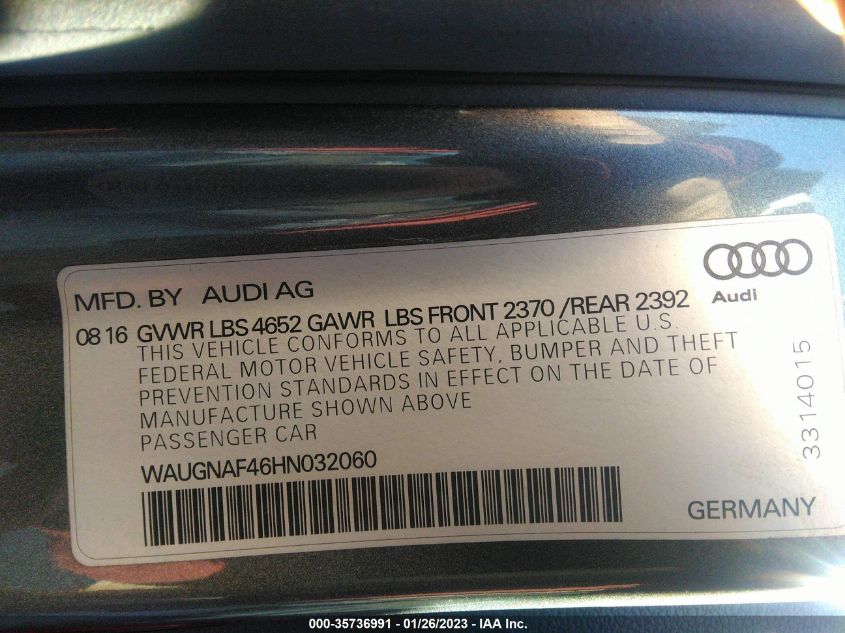 MFD. BY AUDI AG
Audi
08 16 GVWR LBS 4652 GAWR LBS FRONT 2370 /REAR 2392
THIS VEHICLE CONFORMS TO ALL APPLICABLE U.S.
FEDERAL MOTOR VEHICLE SAFETY, BUMPER AND THEFT
PREVENTION STANDARDS IN EFFECT ON THE DATE OF
MANUFACTURE SHOWN ABOVE
PASSENGER CAR
WAUGNAF46HN032060
3314015
GERMANY
000-35736991 - 01/26/2023 - IAA Inc.